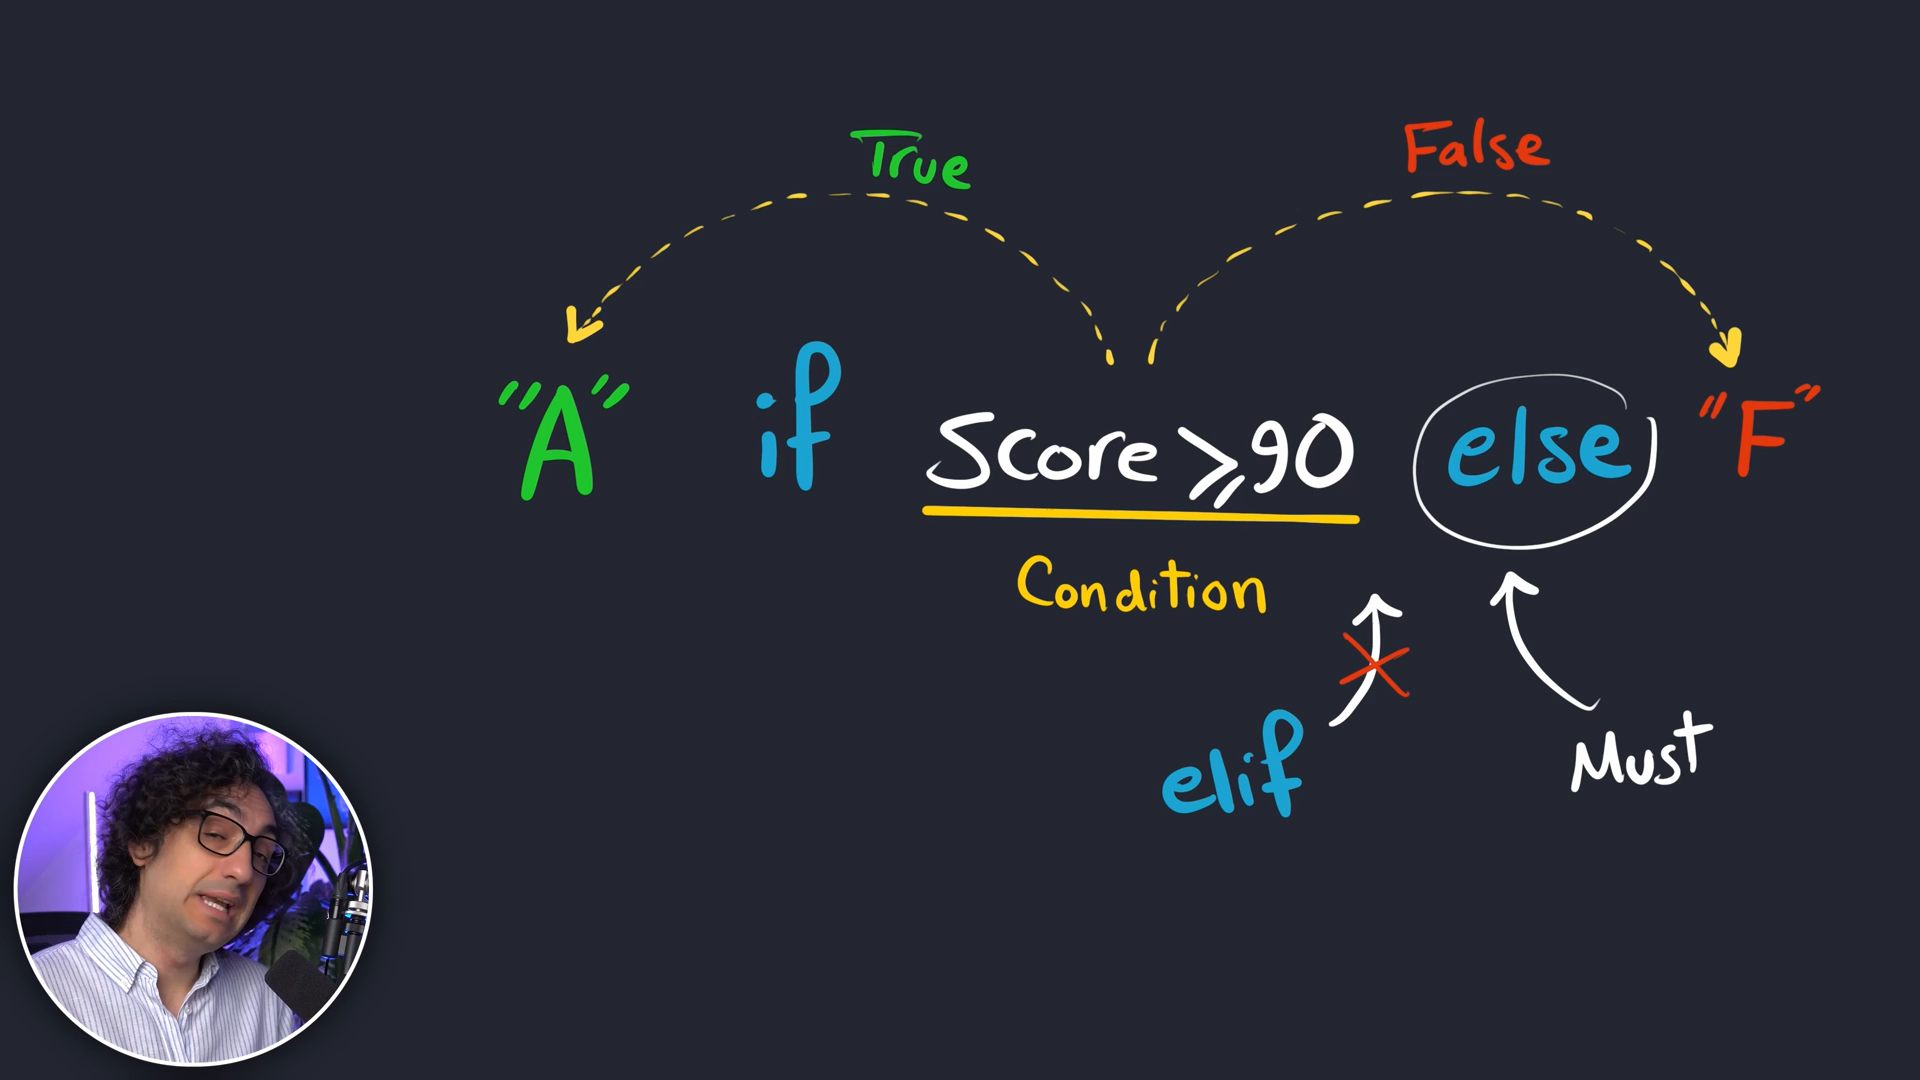 True
False
"A" if Score ≥ 90 else "F"
Condition
elif
Must